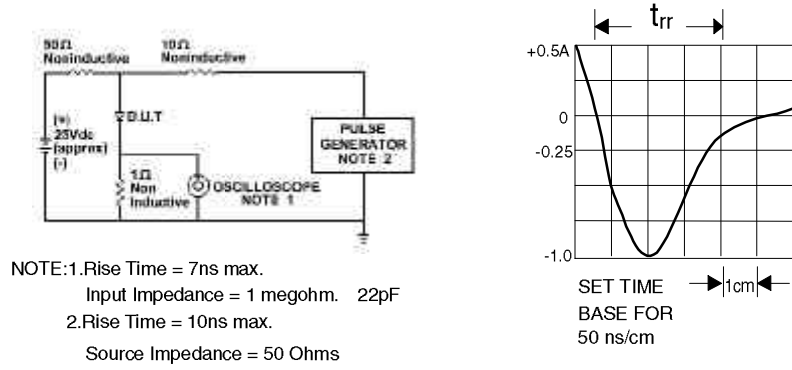 50Ω
Noninductive
10Ω
Noninductive
D.U.T
(+)
25Vdc
(approx)
(-)
1Ω
Non
Inductive
OSCILLOSCOPE
NOTE 1
PULSE
GENERATOR
NOTE 2
NOTE:1.Rise Time = 7ns max.
Input Impedance = 1 megohm. 22pF
2.Rise Time = 10ns max.
Source Impedance = 50 Ohms
trr
+0.5A
0
-0.25
-1.0
1cm
SET TIME
BASE FOR
50 ns/cm